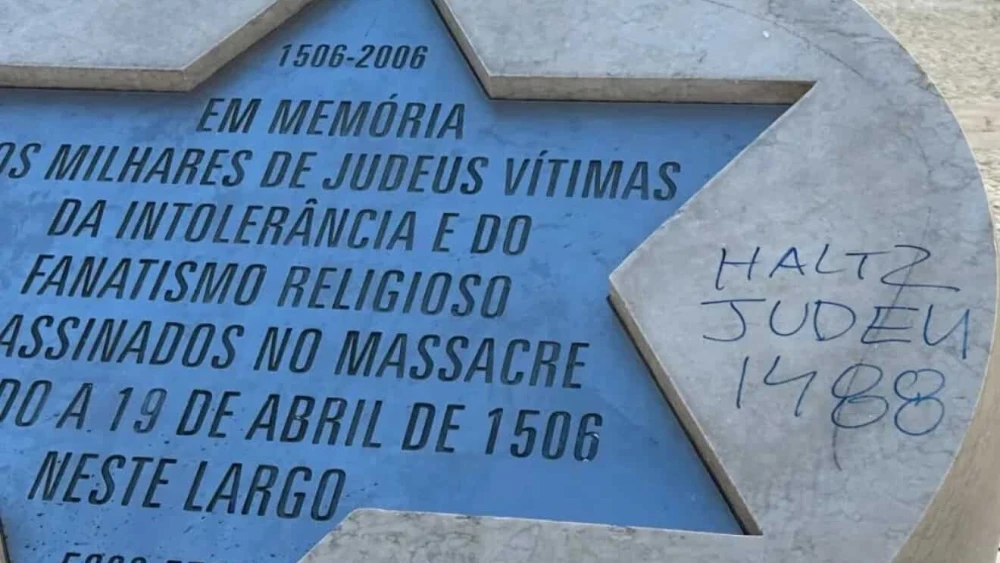 1506-2006
EM MEMÓRIA
OS MILHARES DE JUDEUS VÍTIMAS
DA INTOLERÂNCIA E DO
FANATISMO RELIGIOSO
ASSINADOS NO MASSACRE
DO A 19 DE ABRIL DE 1506
NESTE LARGO
HALTZ
JUDEU
1488